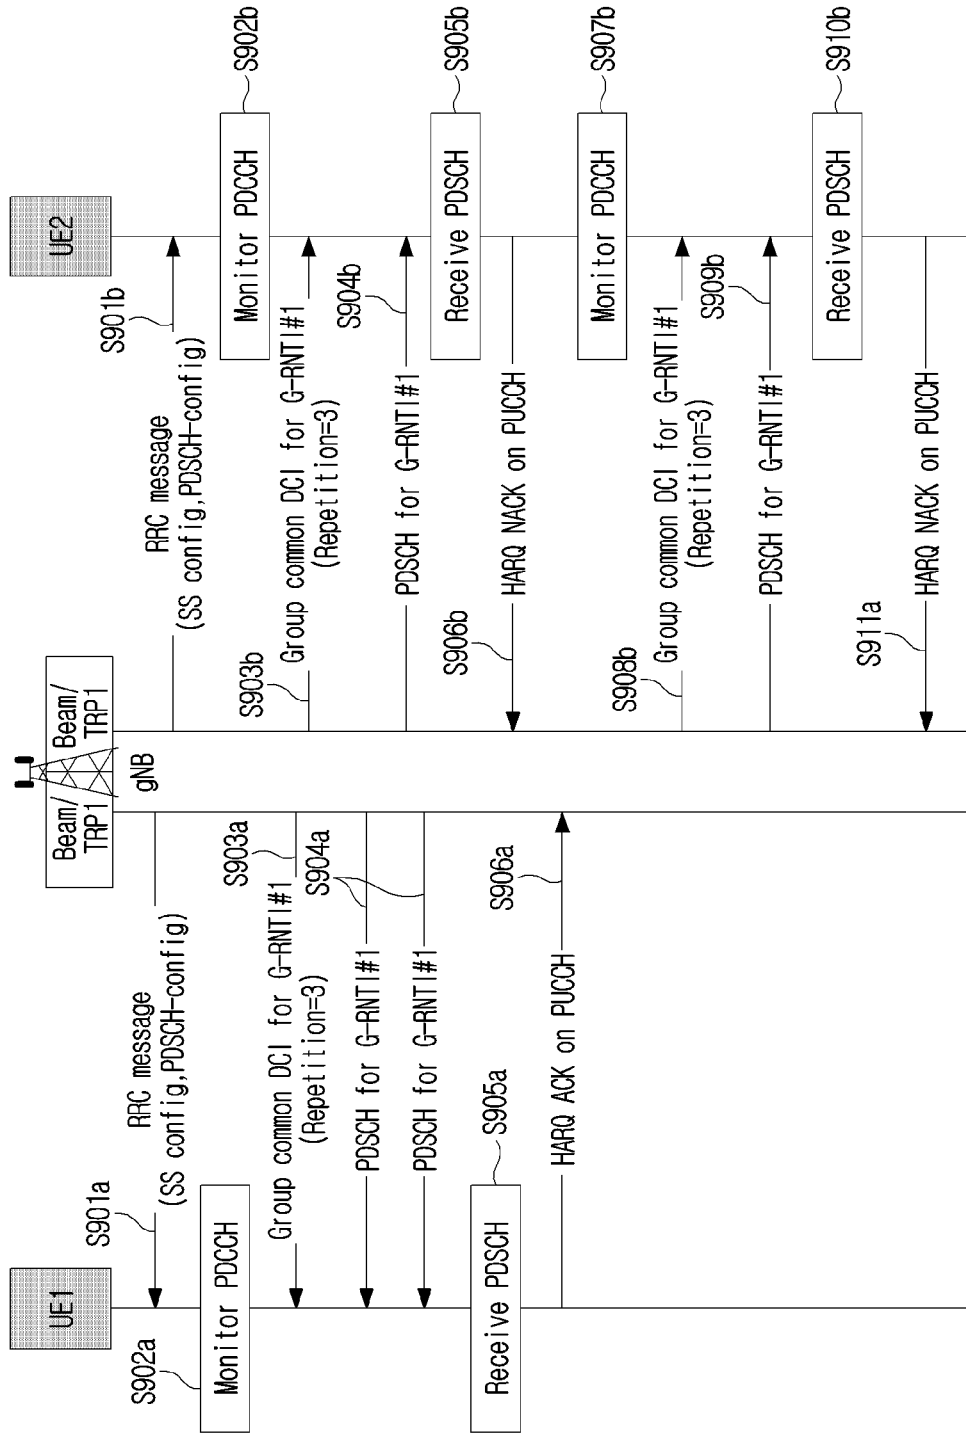 UE1
Beam/
TRP1
Beam/
TRP1
gNB
UE2
S901a
RRC message
(SS config,PDSCH-config)
S901b
RRC message
(SS config,PDSCH-config)
S902a
Monitor PDCCH
Monitor PDCCH
S902b
Group common DCI for G-RNTI#1
(Repetition=3)
S903a
S903b
Group common DCI for G-RNTI#1
(Repetition=3)
S904a
PDSCH for G-RNTI#1
PDSCH for G-RNTI#1
PDSCH for G-RNTI#1
S904b
Receive PDSCH
S905a
Receive PDSCH
S905b
HARQ ACK on PUCCH
S906a
S906b
HARQ NACK on PUCCH
Monitor PDCCH
S907b
S908b
Group common DCI for G-RNTI#1
(Repetition=3)
PDSCH for G-RNTI#1
S909b
Receive PDSCH
S910b
S911a
HARQ NACK on PUCCH